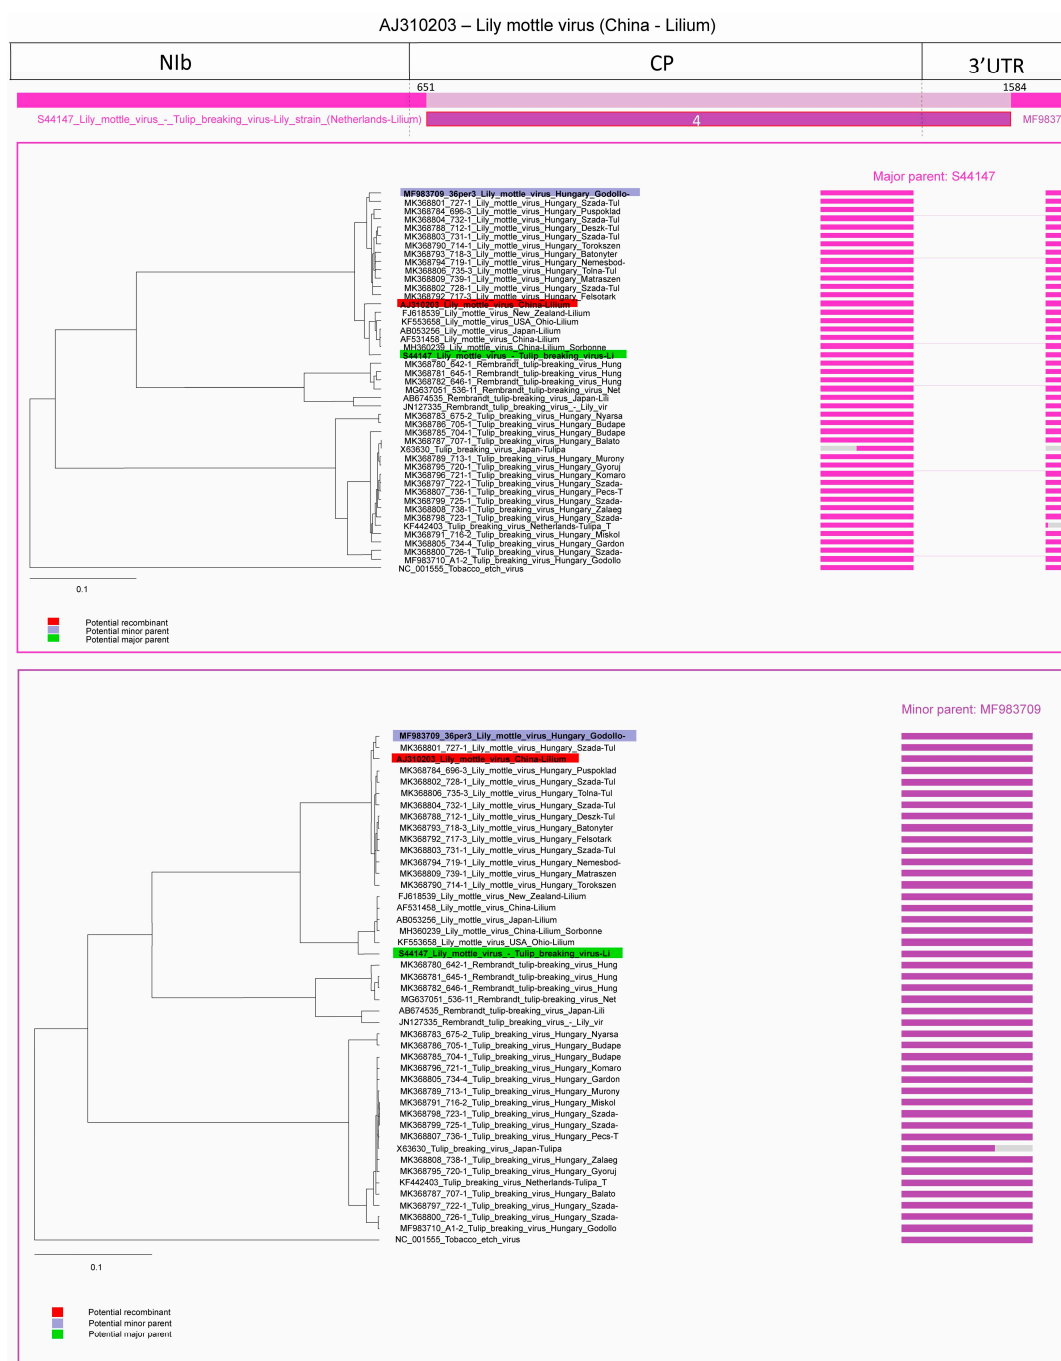 AJ310203 – Lily mottle virus (China - Lilium)
NIb CP 3'UTR
651 1584
S44147_Lily_mottle_virus_-_Tulip_breaking_virus-Lily_strain_(Netherlands-Lilium) 4 MF9837
Major parent: S44147
MF983709_36per3_Lily_mottle_virus_Hungary_Godollo-
MK368801_727-1_Lily_mottle_virus_Hungary_Szada-Tul
MK368784_696-3_Lily_mottle_virus_Hungary_Puspoklad
MK368804_732-1_Lily_mottle_virus_Hungary_Szada-Tul
MK368788_712-1_Lily_mottle_virus_Hungary_Deszk-Tul
MK368803_731-1_Lily_mottle_virus_Hungary_Szada-Tul
MK368790_714-1_Lily_mottle_virus_Hungary_Torokszen
MK368793_718-3_Lily_mottle_virus_Hungary_Batonyter
MK368794_719-1_Lily_mottle_virus_Hungary_Nemesbod-
MK368806_735-3_Lily_mottle_virus_Hungary_Tolna-Tul
MK368809_739-1_Lily_mottle_virus_Hungary_Matraszen
MK368802_728-1_Lily_mottle_virus_Hungary_Szada-Tul
MK368792_717-3_Lily_mottle_virus_Hungary_Felsotark
AJ310203_Lily_mottle_virus_China-Lilium
FJ618539_Lily_mottle_virus_New_Zealand-Lilium
KF553658_Lily_mottle_virus_USA_Ohio-Lilium
AB053256_Lily_mottle_virus_Japan-Lilium
AF531458_Lily_mottle_virus_China-Lilium
MH360239_Lily_mottle_virus_China-Lilium_Sorbonne
S44147_Lily_mottle_virus_-_Tulip_breaking_virus-Li
MK368780_642-1_Rembrandt_tulip-breaking_virus_Hung
MK368781_645-1_Rembrandt_tulip-breaking_virus_Hung
MK368782_646-1_Rembrandt_tulip-breaking_virus_Hung
MG637051_536-11_Rembrandt_tulip-breaking_virus_Net
AB674535_Rembrandt_tulip-breaking_virus_Japan-Lili
JN127335_Rembrandt_tulip_breaking_virus_-_Lily_vir
MK368783_675-2_Tulip_breaking_virus_Hungary_Nyarsa
MK368786_705-1_Tulip_breaking_virus_Hungary_Budape
MK368785_704-1_Tulip_breaking_virus_Hungary_Budape
MK368787_707-1_Tulip_breaking_virus_Hungary_Balato
X63630_Tulip_breaking_virus_Japan-Tulipa
MK368789_713-1_Tulip_breaking_virus_Hungary_Murony
MK368795_720-1_Tulip_breaking_virus_Hungary_Gyoruj
MK368796_721-1_Tulip_breaking_virus_Hungary_Komaro
MK368797_722-1_Tulip_breaking_virus_Hungary_Szada-
MK368807_736-1_Tulip_breaking_virus_Hungary_Pecs-T
MK368799_725-1_Tulip_breaking_virus_Hungary_Szada-
MK368808_738-1_Tulip_breaking_virus_Hungary_Zalaeg
MK368798_723-1_Tulip_breaking_virus_Hungary_Szada-
KF442403_Tulip_breaking_virus_Netherlands-Tulipa_T
MK368791_716-2_Tulip_breaking_virus_Hungary_Miskol
MK368805_734-4_Tulip_breaking_virus_Hungary_Gardon
MK368800_726-1_Tulip_breaking_virus_Hungary_Szada-
MF983710_A1-2_Tulip_breaking_virus_Hungary_Godollo
NC_001555_Tobacco_etch_virus
0.1
Potential recombinant
Potential minor parent
Potential major parent
Minor parent: MF983709
MF983709_36per3_Lily_mottle_virus_Hungary_Godollo-
MK368801_727-1_Lily_mottle_virus_Hungary_Szada-Tul
AJ310203_Lily_mottle_virus_China-Lilium
MK368784_696-3_Lily_mottle_virus_Hungary_Puspoklad
MK368802_728-1_Lily_mottle_virus_Hungary_Szada-Tul
MK368806_735-3_Lily_mottle_virus_Hungary_Tolna-Tul
MK368804_732-1_Lily_mottle_virus_Hungary_Szada-Tul
MK368788_712-1_Lily_mottle_virus_Hungary_Deszk-Tul
MK368793_718-3_Lily_mottle_virus_Hungary_Batonyter
MK368792_717-3_Lily_mottle_virus_Hungary_Felsotark
MK368803_731-1_Lily_mottle_virus_Hungary_Szada-Tul
MK368794_719-1_Lily_mottle_virus_Hungary_Nemesbod-
MK368809_739-1_Lily_mottle_virus_Hungary_Matraszen
MK368790_714-1_Lily_mottle_virus_Hungary_Torokszen
FJ618539_Lily_mottle_virus_New_Zealand-Lilium
AF531458_Lily_mottle_virus_China-Lilium
AB053256_Lily_mottle_virus_Japan-Lilium
MH360239_Lily_mottle_virus_China-Lilium_Sorbonne
KF553658_Lily_mottle_virus_USA_Ohio-Lilium
S44147_Lily_mottle_virus_-_Tulip_breaking_virus-Li
MK368780_642-1_Rembrandt_tulip-breaking_virus_Hung
MK368781_645-1_Rembrandt_tulip-breaking_virus_Hung
MK368782_646-1_Rembrandt_tulip-breaking_virus_Hung
MG637051_536-11_Rembrandt_tulip-breaking_virus_Net
AB674535_Rembrandt_tulip-breaking_virus_Japan-Lili
JN127335_Rembrandt_tulip_breaking_virus_-_Lily_vir
MK368783_675-2_Tulip_breaking_virus_Hungary_Nyarsa
MK368786_705-1_Tulip_breaking_virus_Hungary_Budape
MK368785_704-1_Tulip_breaking_virus_Hungary_Budape
MK368796_721-1_Tulip_breaking_virus_Hungary_Komaro
MK368805_734-4_Tulip_breaking_virus_Hungary_Gardon
MK368789_713-1_Tulip_breaking_virus_Hungary_Murony
MK368791_716-2_Tulip_breaking_virus_Hungary_Miskol
MK368798_723-1_Tulip_breaking_virus_Hungary_Szada-
MK368799_725-1_Tulip_breaking_virus_Hungary_Szada-
MK368807_736-1_Tulip_breaking_virus_Hungary_Pecs-T
X63630_Tulip_breaking_virus_Japan-Tulipa
MK368808_738-1_Tulip_breaking_virus_Hungary_Zalaeg
MK368795_720-1_Tulip_breaking_virus_Hungary_Gyoruj
KF442403_Tulip_breaking_virus_Netherlands-Tulipa_T
MK368787_707-1_Tulip_breaking_virus_Hungary_Balato
MK368797_722-1_Tulip_breaking_virus_Hungary_Szada-
MK368800_726-1_Tulip_breaking_virus_Hungary_Szada-
MF983710_A1-2_Tulip_breaking_virus_Hungary_Godollo
NC_001555_Tobacco_etch_virus
0.1
Potential recombinant
Potential minor parent
Potential major parent